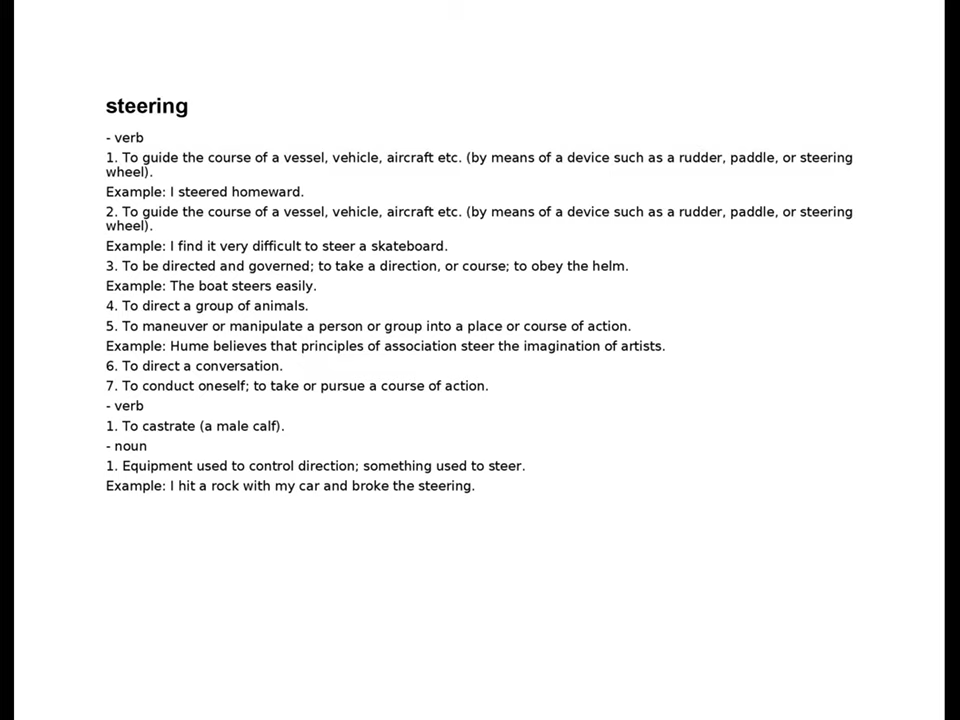 steering
- verb
1. To guide the course of a vessel, vehicle, aircraft etc. (by means of a device such as a rudder, paddle, or steering
wheel).
Example: I steered homeward.
2. To guide the course of a vessel, vehicle, aircraft etc. (by means of a device such as a rudder, paddle, or steering
wheel).
Example: I find it very difficult to steer a skateboard.
3. To be directed and governed; to take a direction, or course; to obey the helm.
Example: The boat steers easily.
4. To direct a group of animals.
5. To maneuver or manipulate a person or group into a place or course of action.
Example: Hume believes that principles of association steer the imagination of artists.
6. To direct a conversation.
7. To conduct oneself; to take or pursue a course of action.
- verb
1. To castrate (a male calf).
- noun
1. Equipment used to control direction; something used to steer.
Example: I hit a rock with my car and broke the steering.